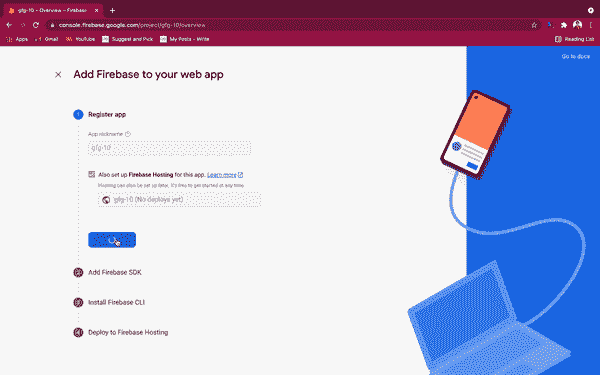 gfg-10 - Overview - Firebase
console.firebase.google.com/project/gfg-10/overview
Apps Gmail YouTube Suggest and Pick My Posts - Write Reading List
Go to docs
Add Firebase to your web app
1 Register app
App nickname
gfg-10
Also set up Firebase Hosting for this app. Learn more
Hosting can also be set up later. It's free to get started at any time.
gfg-10 (No deploys yet)
2 Add Firebase SDK
3 Install Firebase CLI
4 Deploy to Firebase Hosting